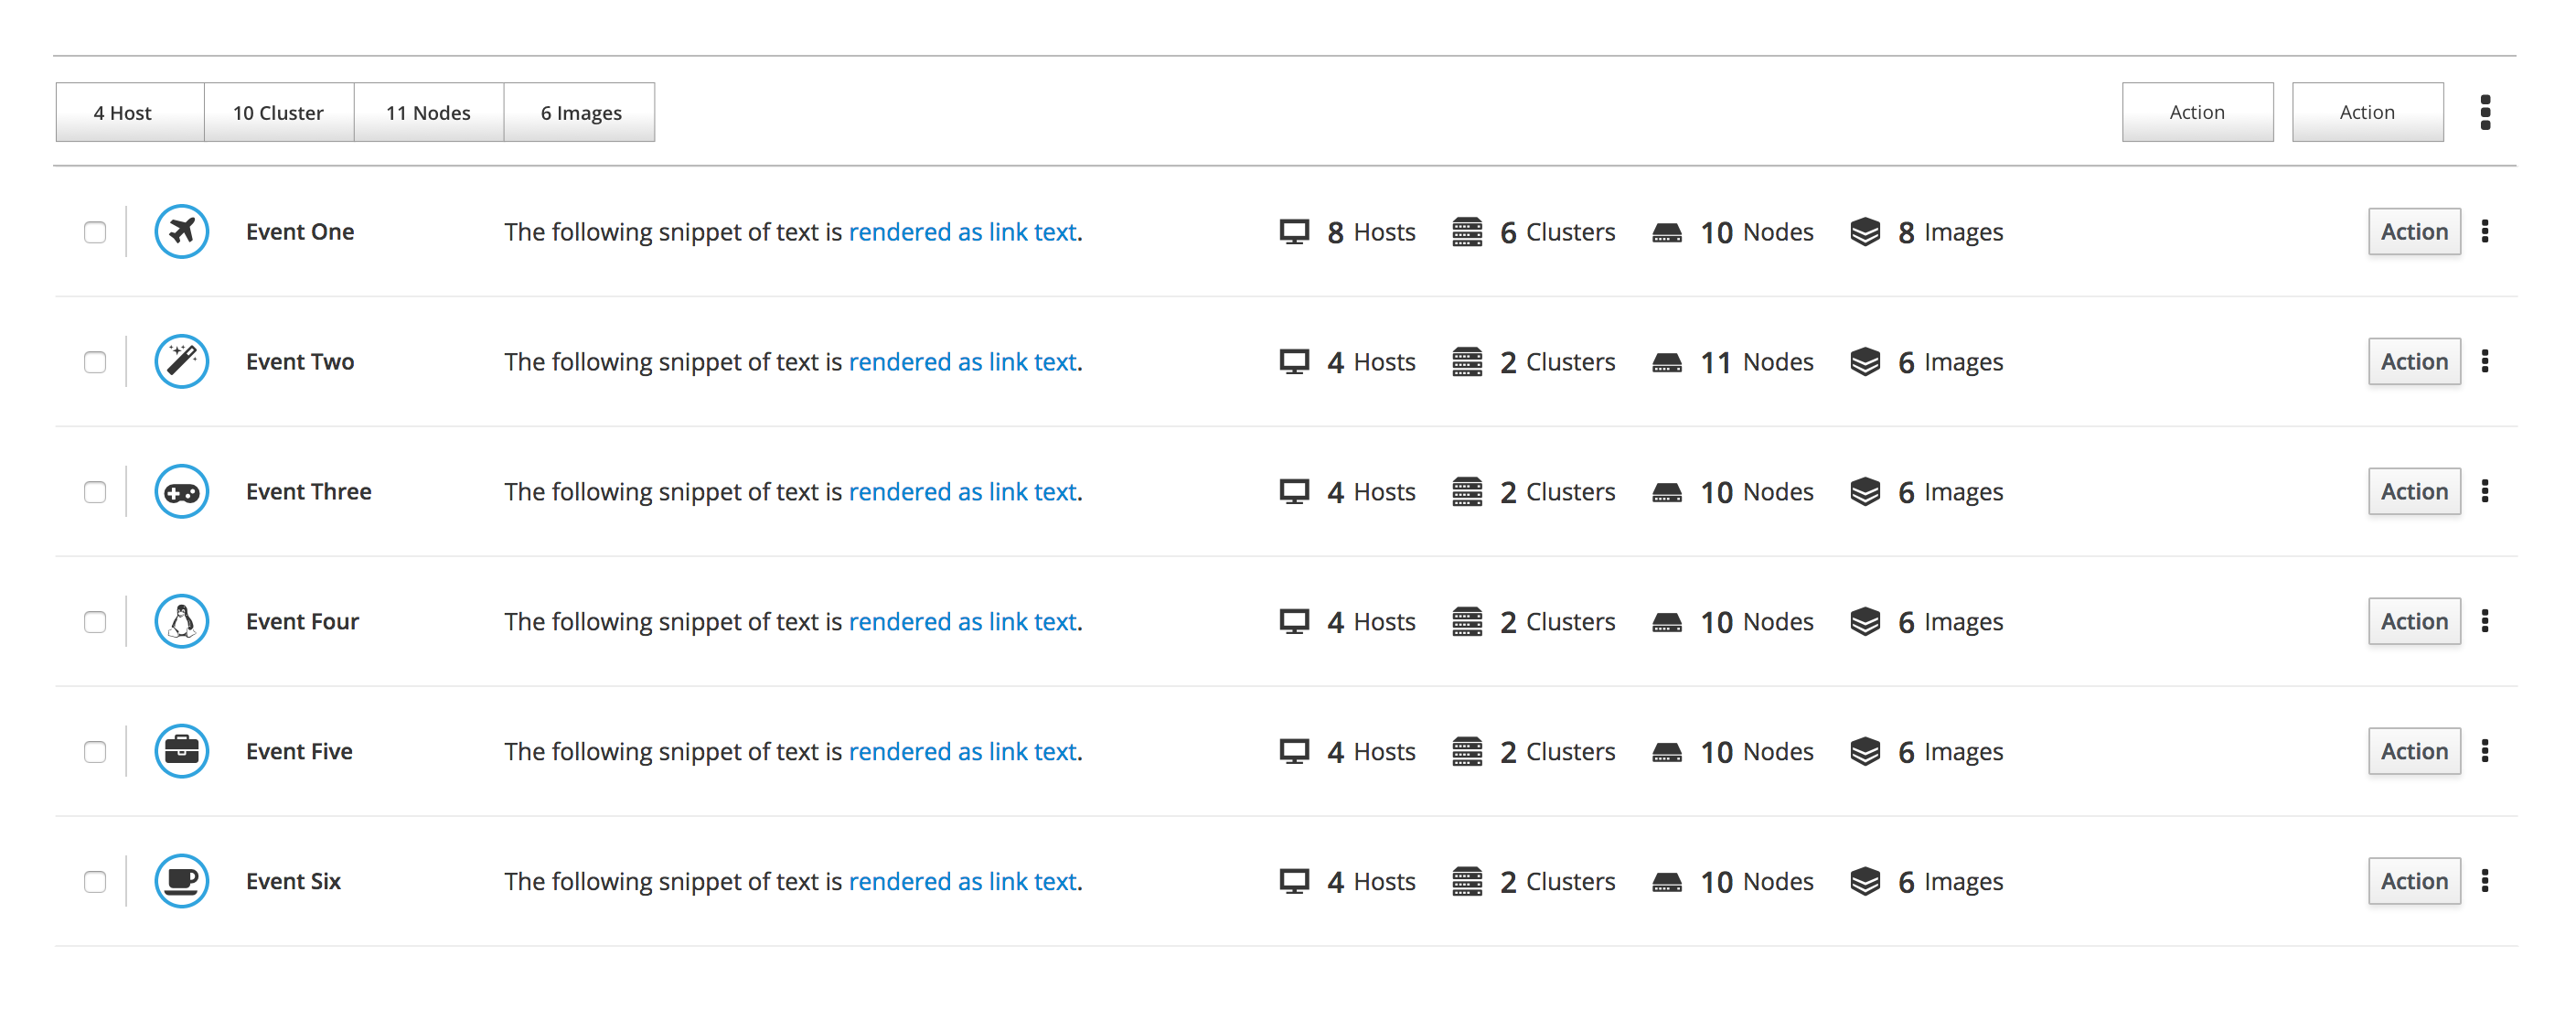 4 Host 10 Cluster 11 Nodes 6 Images Action Action
Event One The following snippet of text is rendered as link text. 8 Hosts 6 Clusters 10 Nodes 8 Images Action
Event Two The following snippet of text is rendered as link text. 4 Hosts 2 Clusters 11 Nodes 6 Images Action
Event Three The following snippet of text is rendered as link text. 4 Hosts 2 Clusters 10 Nodes 6 Images Action
Event Four The following snippet of text is rendered as link text. 4 Hosts 2 Clusters 10 Nodes 6 Images Action
Event Five The following snippet of text is rendered as link text. 4 Hosts 2 Clusters 10 Nodes 6 Images Action
Event Six The following snippet of text is rendered as link text. 4 Hosts 2 Clusters 10 Nodes 6 Images Action